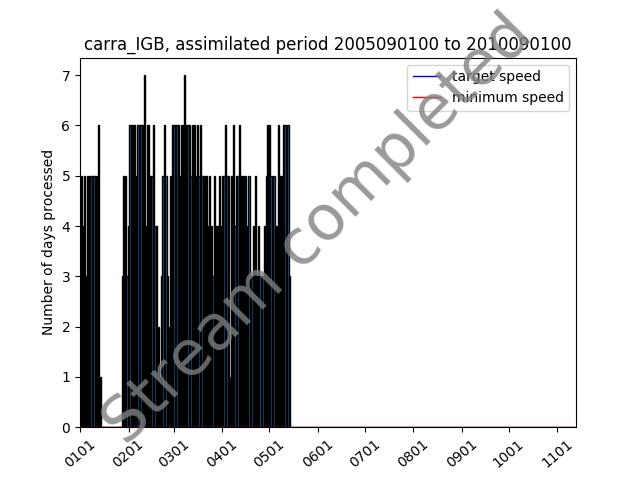 carra_IGB, assimilated period 2005090100 to 2010090100
target speed
minimum speed
Stream completed
Number of days processed
7
6
5
4
3
2
1
0
0101 0201 0301 0401 0501 0601 0701 0801 0901 1001 1101